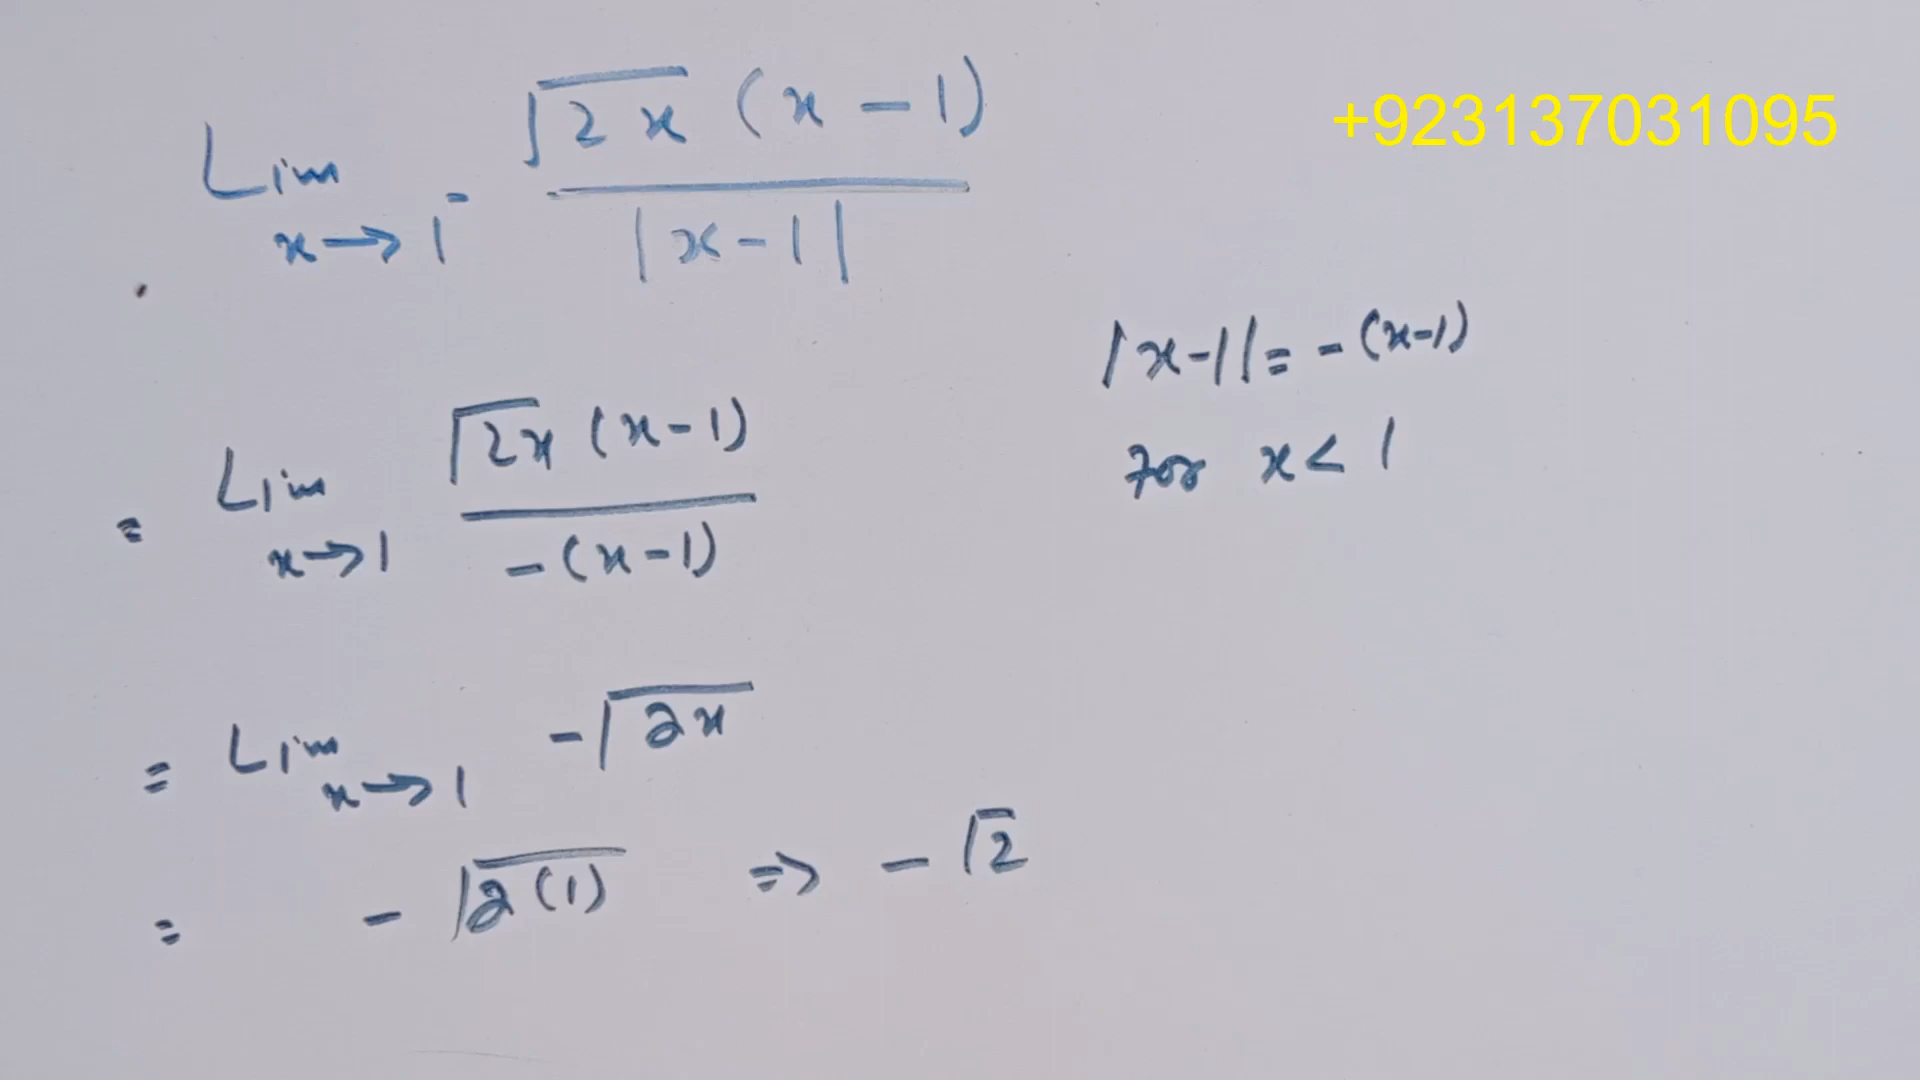 Lim x→1⁻ √2x (x-1) / |x-1|
+923137031095
|x-1| = -(x-1)
For x < 1
= Lim x→1 √2x (x-1) / -(x-1)
= Lim x→1 -√2x
= -√2(1) ⇒ -√2